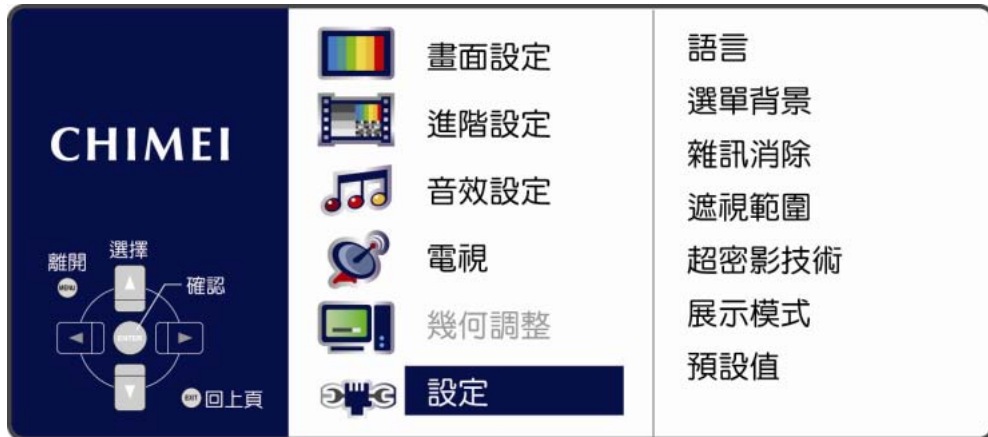 CHIMEI
離開
選擇
MENU
確認
ENTER
EXIT
回上頁
畫面設定
進階設定
音效設定
電視
幾何調整
設定
語言
選單背景
雜訊消除
遮視範圍
超密影技術
展示模式
預設值